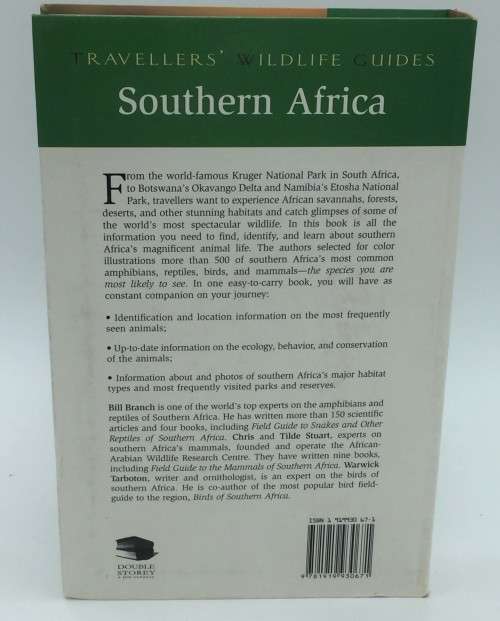 TRAVELLERS' WILDLIFE GUIDES
Southern Africa
From the world-famous Kruger National Park in South Africa,
to Botswana's Okavango Delta and Namibia's Etosha National
Park, travellers want to experience African savannahs, forests,
deserts, and other stunning habitats and catch glimpses of some of
the world's most spectacular wildlife. In this book is all the
information you need to find, identify, and learn about southern
Africa's magnificent animal life. The authors selected for color
illustrations more than 500 of southern Africa's most common
amphibians, reptiles, birds, and mammals—the species you are
most likely to see. In one easy-to-carry book, you will have as
constant companion on your journey:
• Identification and location information on the most frequently
seen animals;
• Up-to-date information on the ecology, behavior, and conservation
of the animals;
• Information about and photos of southern Africa's major habitat
types and most frequently visited parks and reserves.
Bill Branch is one of the world's top experts on the amphibians and
reptiles of Southern Africa. He has written more than 150 scientific
articles and four books, including Field Guide to Snakes and Other
Reptiles of Southern Africa. Chris and Tilde Stuart, experts on
southern Africa's mammals, founded and operate the African-
Arabian Wildlife Research Centre. They have written nine books,
including Field Guide to the Mammals of Southern Africa. Warwick
Tarboton, writer and ornithologist, is an expert on the birds of
southern Africa. He is co-author of the most popular bird field-
guide to the region, Birds of Southern Africa.
ISBN 1 919930 67-1
9 781919 930671
DOUBLE
STOREY